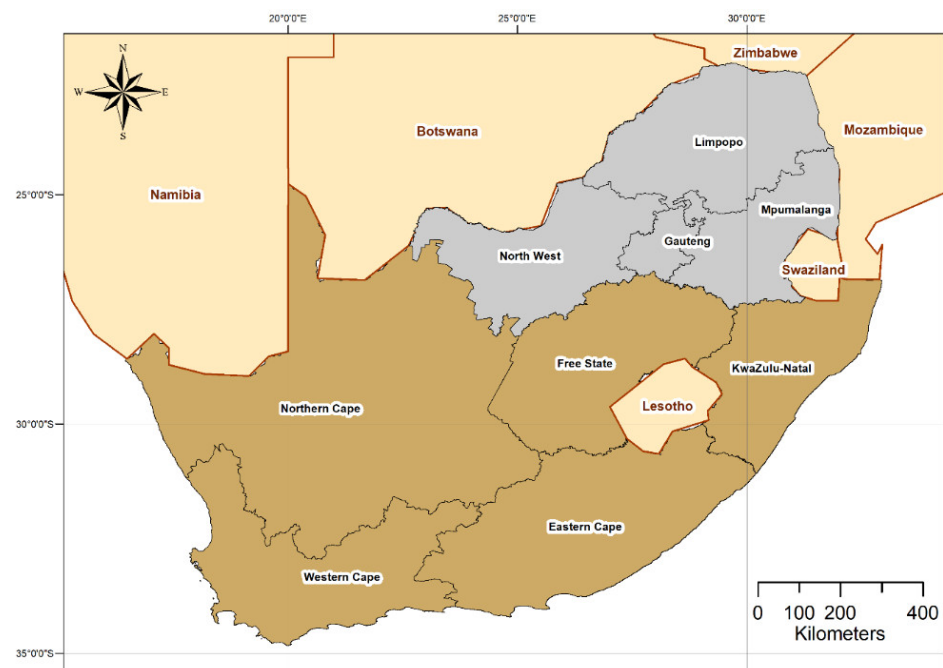 20°0'0"E
25°0'0"E
30°0'0"E
N
W
E
S
Zimbabwe
Botswana
Mozambique
Limpopo
25°0'0"S
Namibia
Mpumalanga
Gauteng
North West
Swaziland
Free State
KwaZulu-Natal
Northern Cape
Lesotho
30°0'0"S
Eastern Cape
Western Cape
0 100 200 400
Kilometers
35°0'0"S